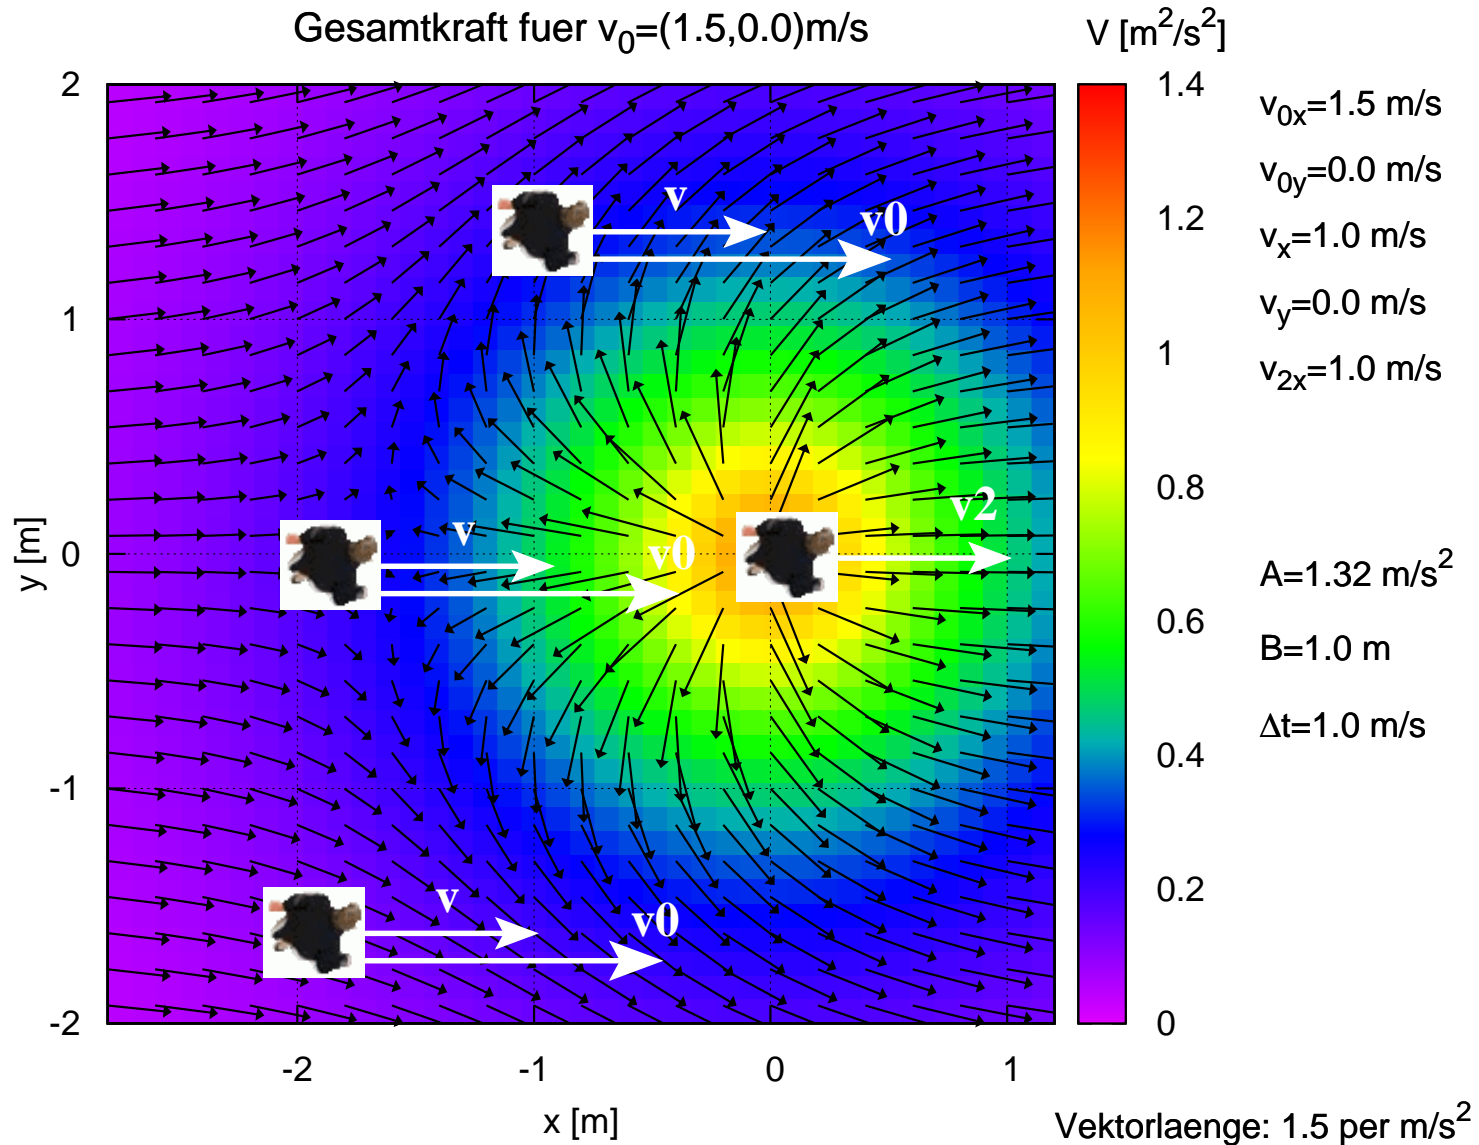 Gesamtkraft fuer v0=(1.5,0.0)m/s
V [m2/s2]
2
1
0
-1
-2
y [m]
-2
-1
0
1
x [m]
v
v0
v
v0
v2
v
v0
1.4
1.2
1
0.8
0.6
0.4
0.2
0
v0x=1.5 m/s
v0y=0.0 m/s
vx=1.0 m/s
vy=0.0 m/s
v2x=1.0 m/s
A=1.32 m/s2
B=1.0 m
Δt=1.0 m/s
Vektorlaenge: 1.5 per m/s2